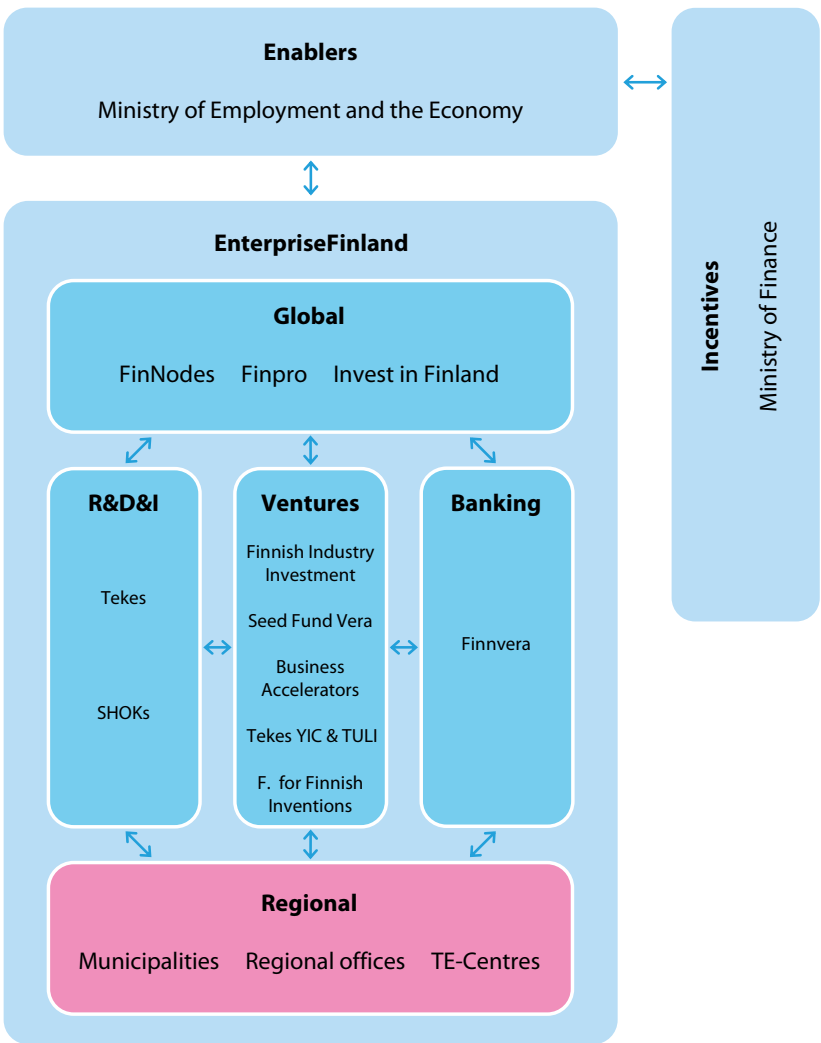 Enablers
Ministry of Employment and the Economy
EnterpriseFinland
Global
FinNodes Finpro Invest in Finland
R&D&I
Tekes
SHOKs
Ventures
Finnish Industry
Investment
Seed Fund Vera
Business
Accelerators
Tekes YIC & TULI
F. for Finnish
Inventions
Banking
Finnvera
Regional
Municipalities Regional offices TE-Centres
Incentives
Ministry of Finance